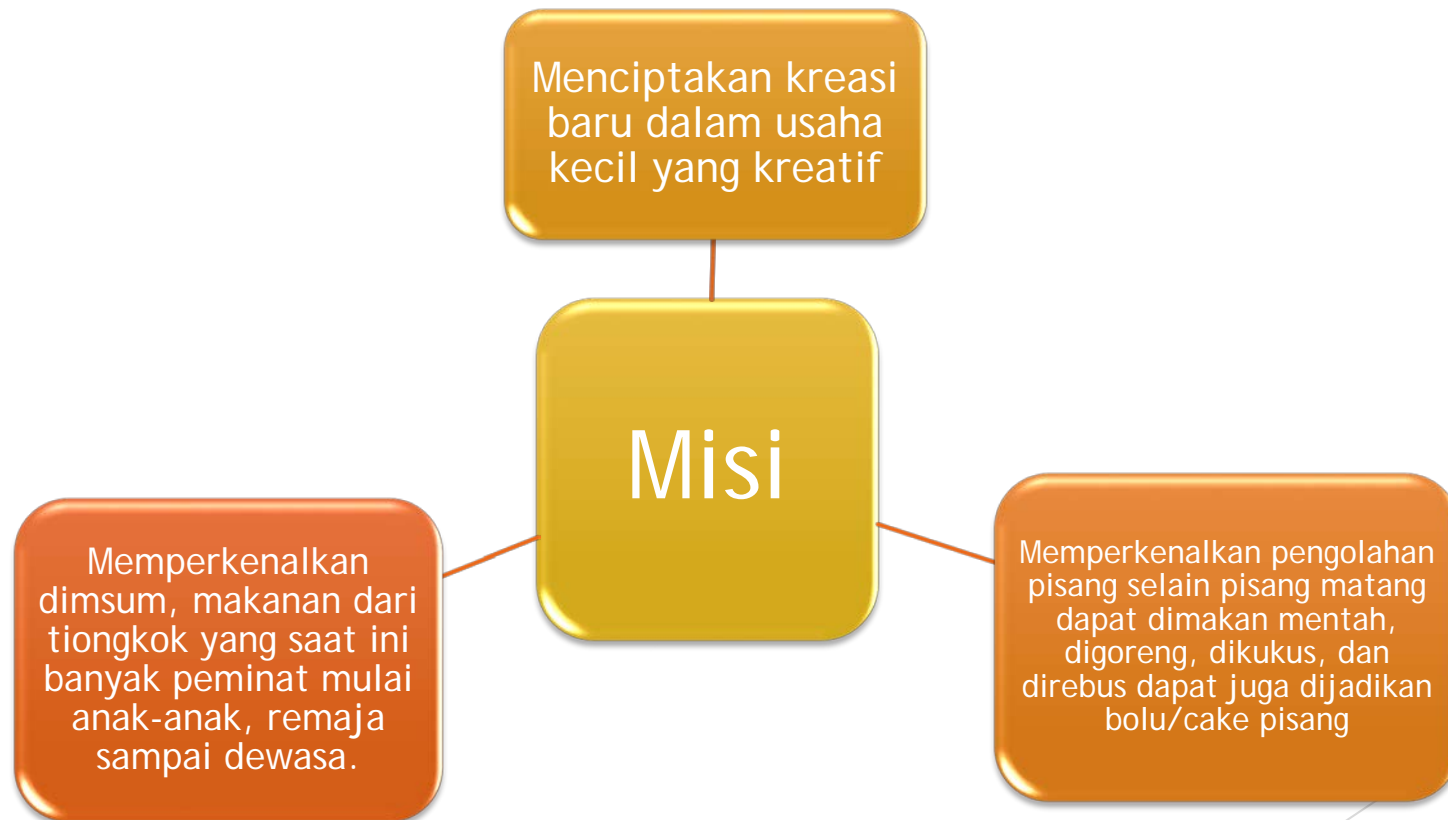 Menciptakan kreasi
baru dalam usaha
kecil yang kreatif
Misi
Memperkenalkan
dimsum, makanan dari
tiongkok yang saat ini
banyak peminat mulai
anak-anak, remaja
sampai dewasa.
Memperkenalkan pengolahan
pisang selain pisang matang
dapat dimakan mentah,
digoreng, dikukus, dan
direbus dapat juga dijadikan
bolu/cake pisang